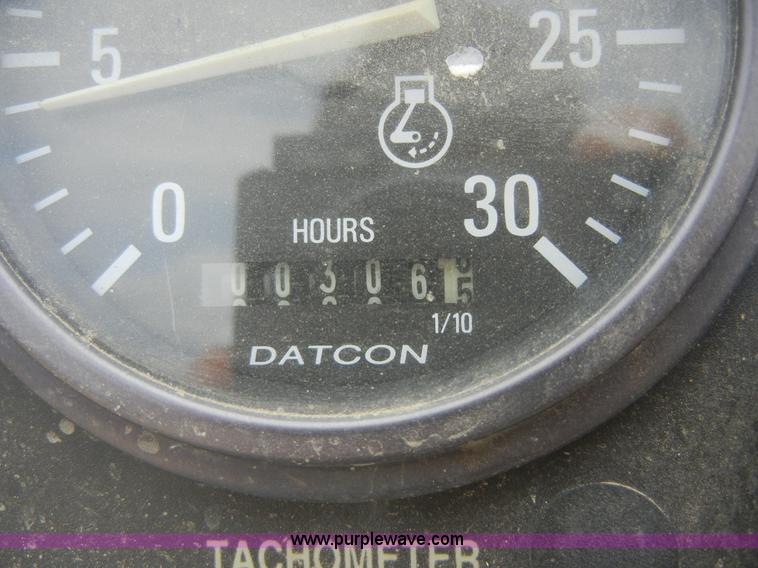 5
25
0
30
HOURS
0 0 3 0 6.
1/10
DATCON
www.purplewave.com
TACHOMETER